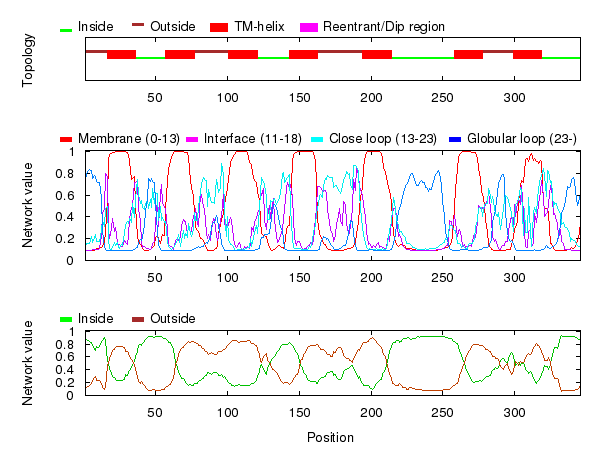 Inside Outside TM-helix Reentrant/Dip region
Topology
50 100 150 200 250 300
Membrane (0-13) Interface (11-18) Close loop (13-23) Globular loop (23-)
Network value
1
0.8
0.6
0.4
0.2
0
50 100 150 200 250 300
Inside Outside
Network value
1
0.8
0.6
0.4
0.2
0
50 100 150 200 250 300
Position